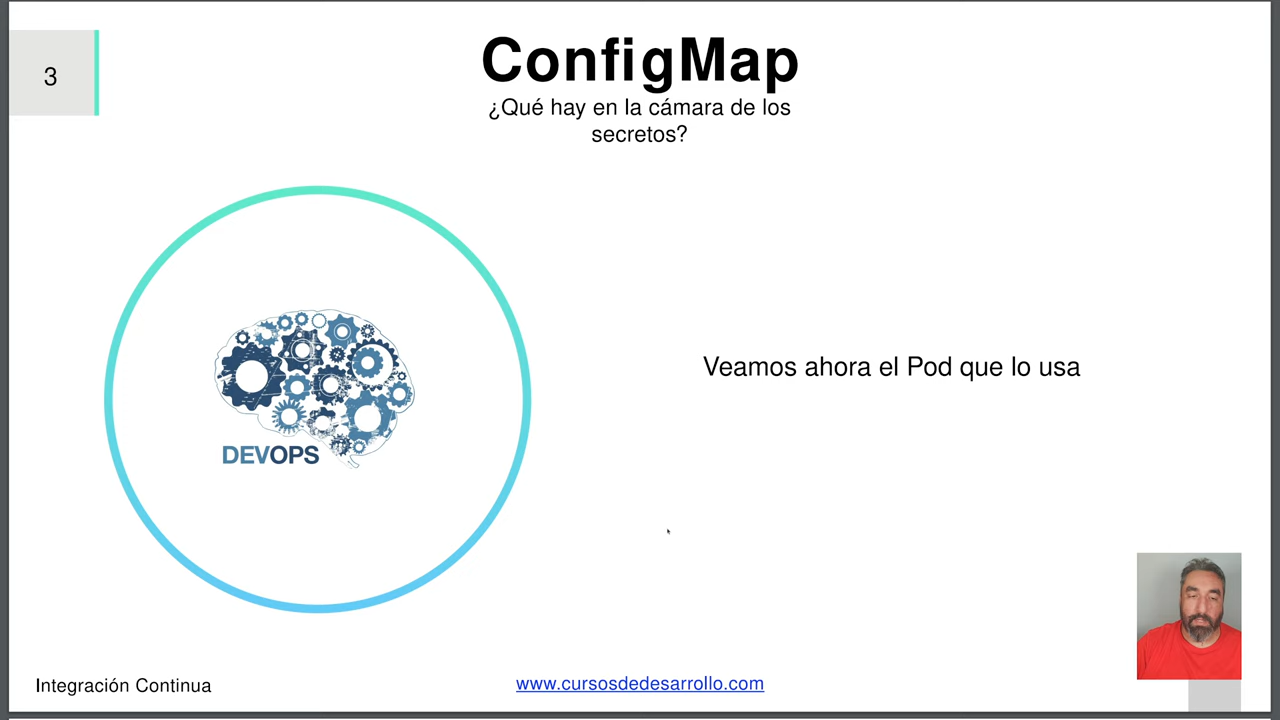 3
ConfigMap
¿Qué hay en la cámara de los
secretos?
DEVOPS
Veamos ahora el Pod que lo usa
Integración Continua
www.cursosdedesarrollo.com